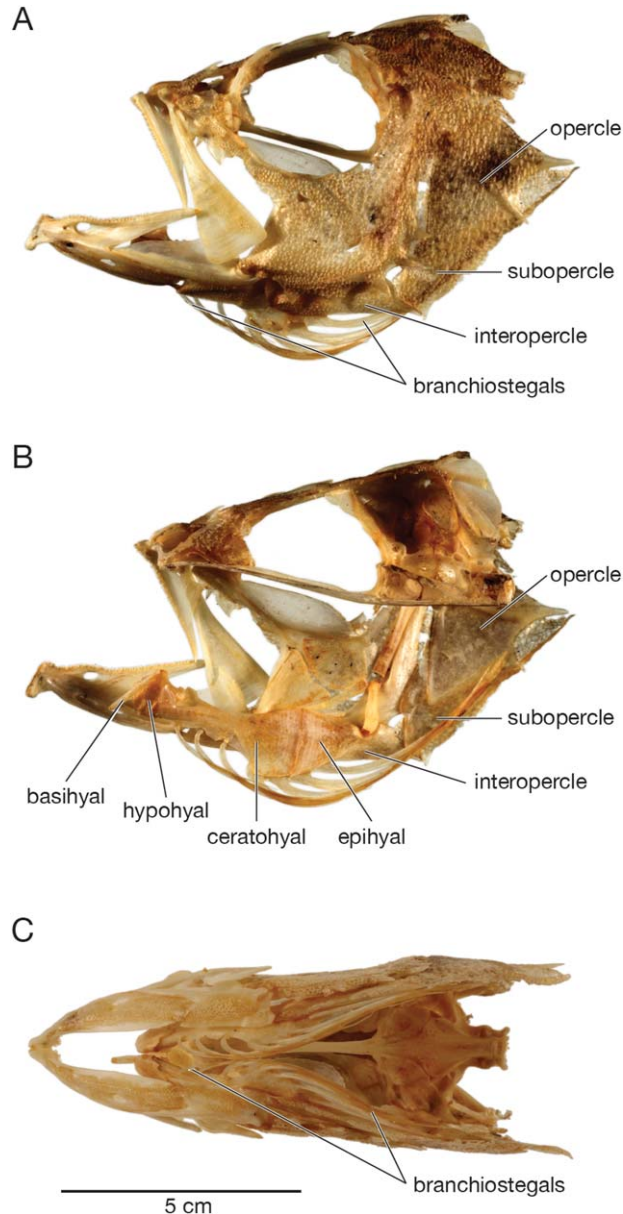 A
opercle
subopercle
interopercle
branchiostegals
B
opercle
subopercle
interopercle
basihyal
hypohyal
ceratohyal
epihyal
C
branchiostegals
5 cm